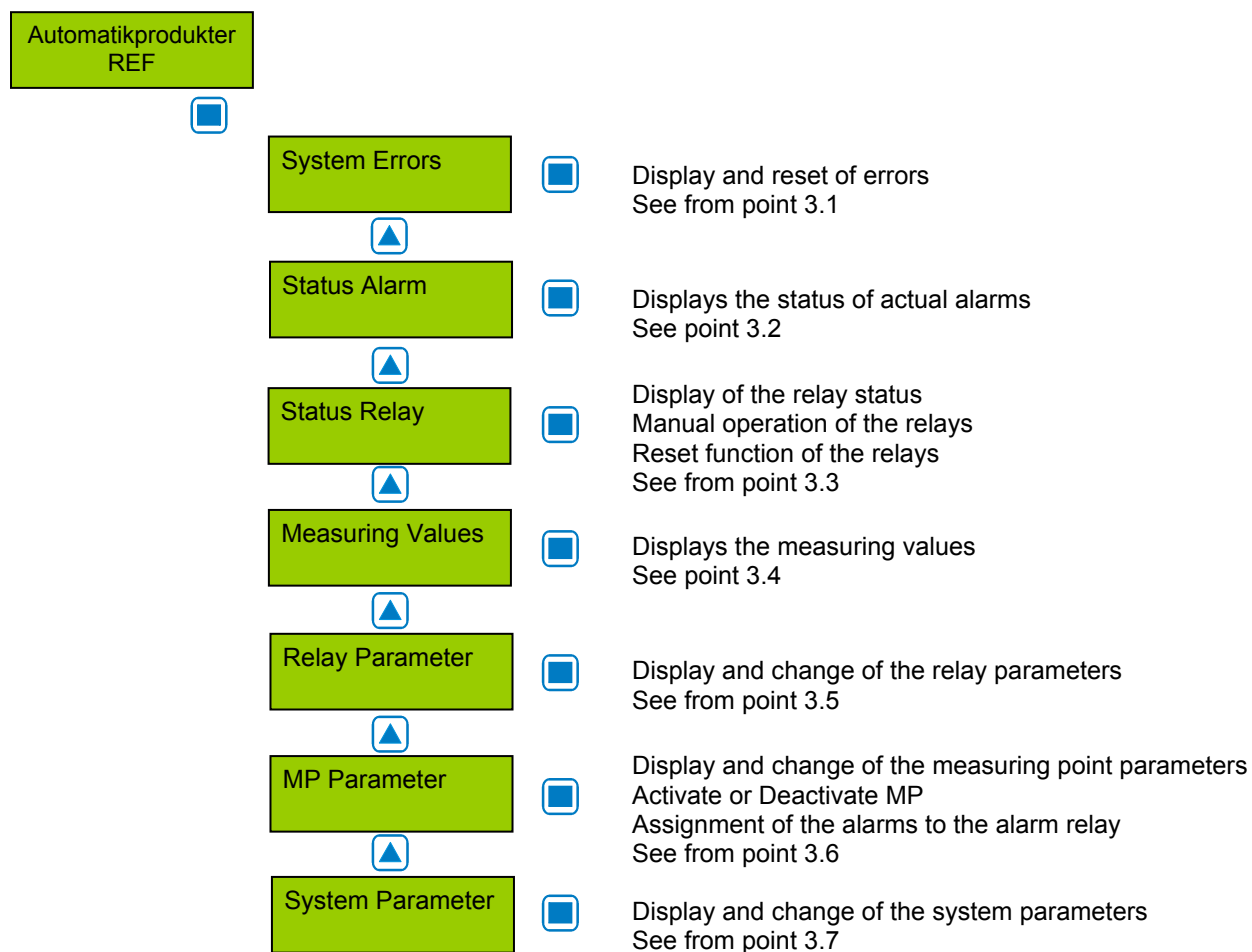 Automatikprodukter
REF
System Errors
Display and reset of errors
See from point 3.1
Status Alarm
Displays the status of actual alarms
See point 3.2
Status Relay
Display of the relay status
Manual operation of the relays
Reset function of the relays
See from point 3.3
Measuring Values
Displays the measuring values
See point 3.4
Relay Parameter
Display and change of the relay parameters
See from point 3.5
MP Parameter
Display and change of the measuring point parameters
Activate or Deactivate MP
Assignment of the alarms to the alarm relay
See from point 3.6
System Parameter
Display and change of the system parameters
See from point 3.7